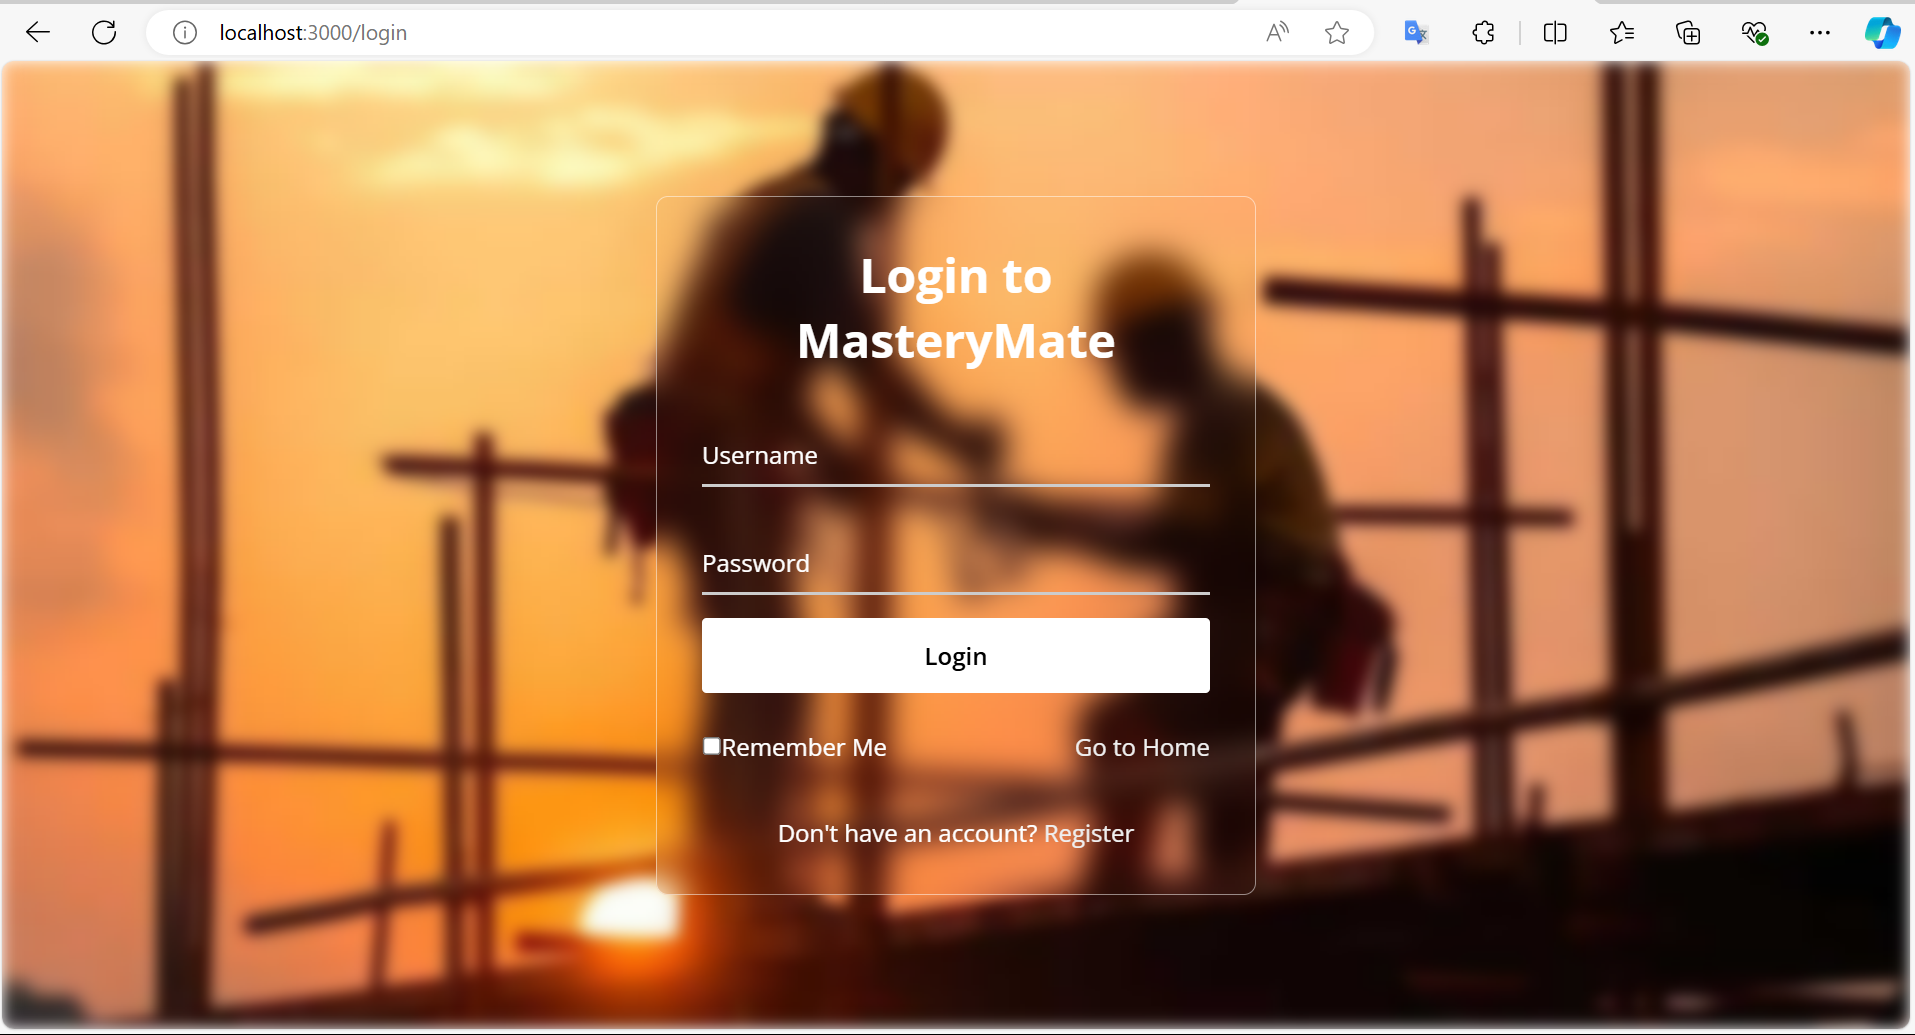 localhost:3000/login
Login to
MasteryMate
Username
Password
Login
Remember Me
Go to Home
Don't have an account? Register